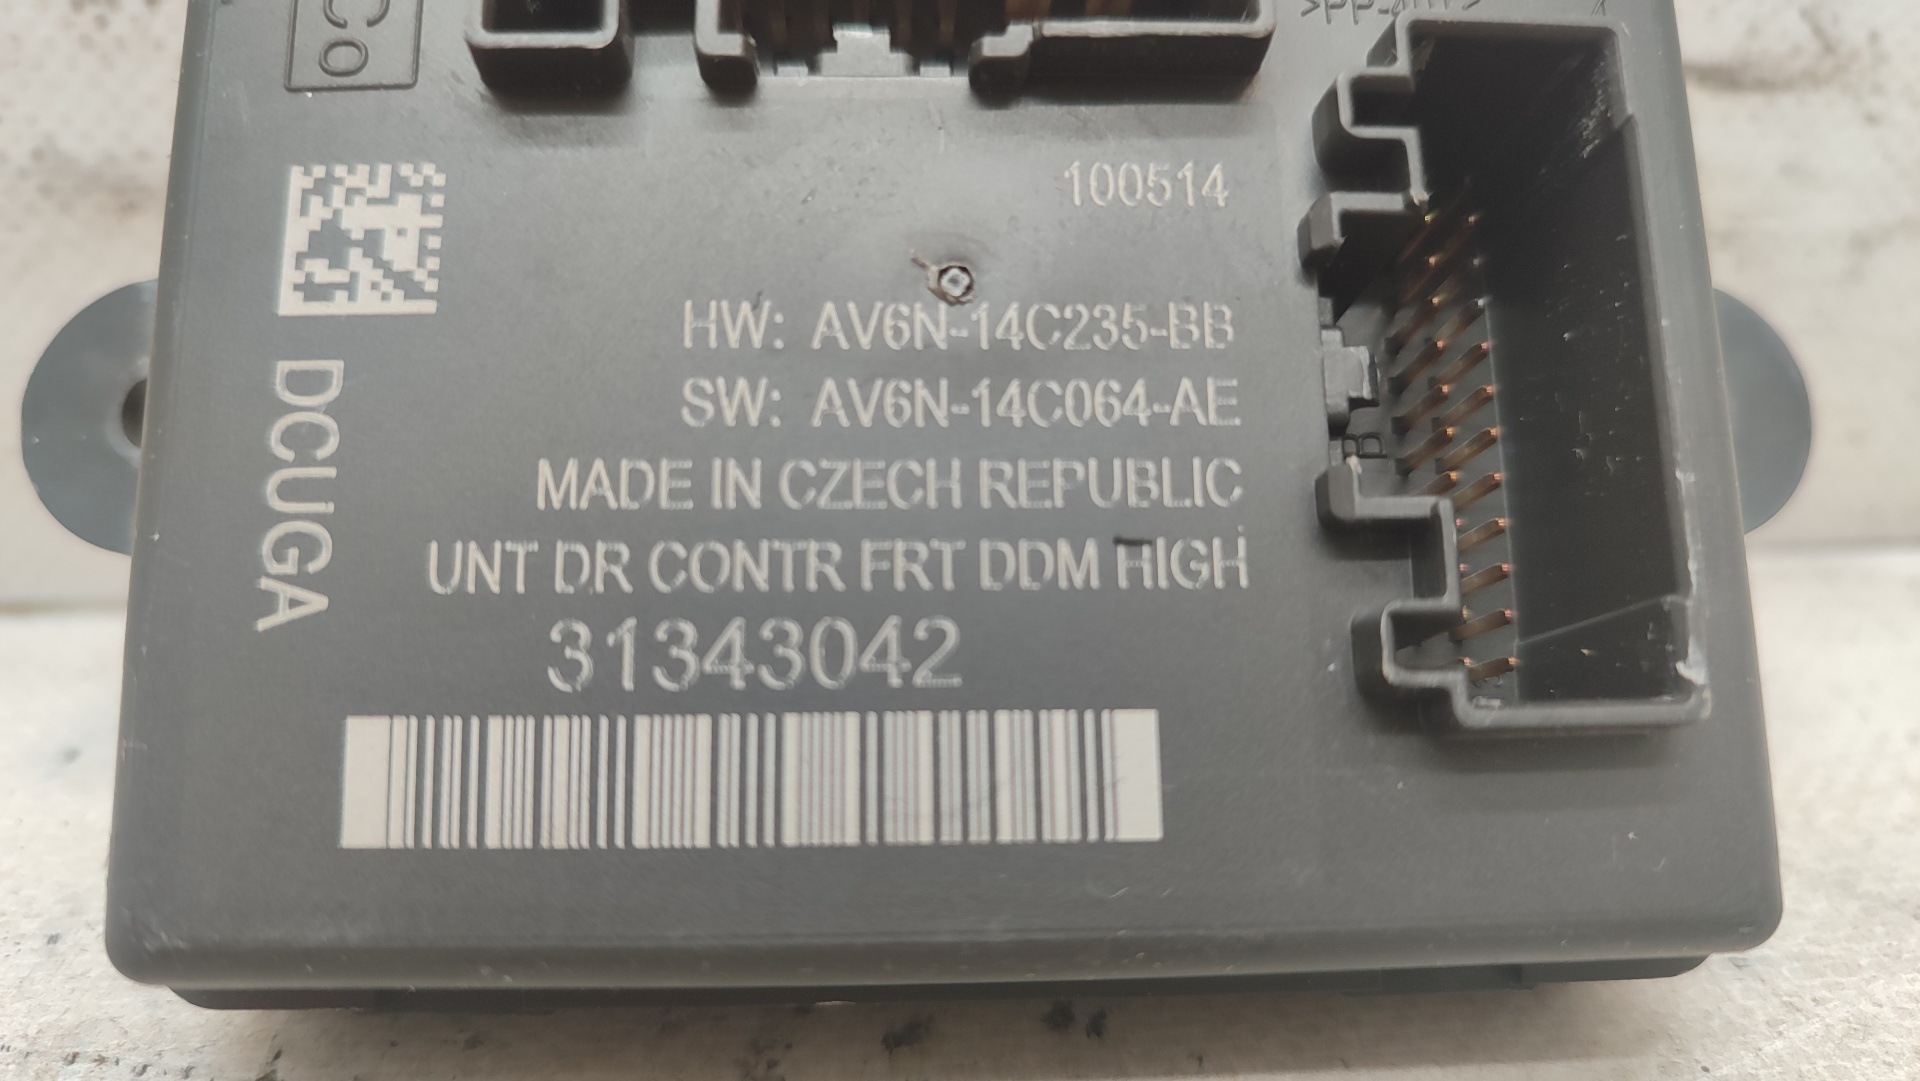 Co
100514
HW: AV6N-14C235-BB
SW: AV6N-14C064-AE
MADE IN CZECH REPUBLIC
UNT DR CONTR FRT DDM HIGH
31343042
DCUGA
B